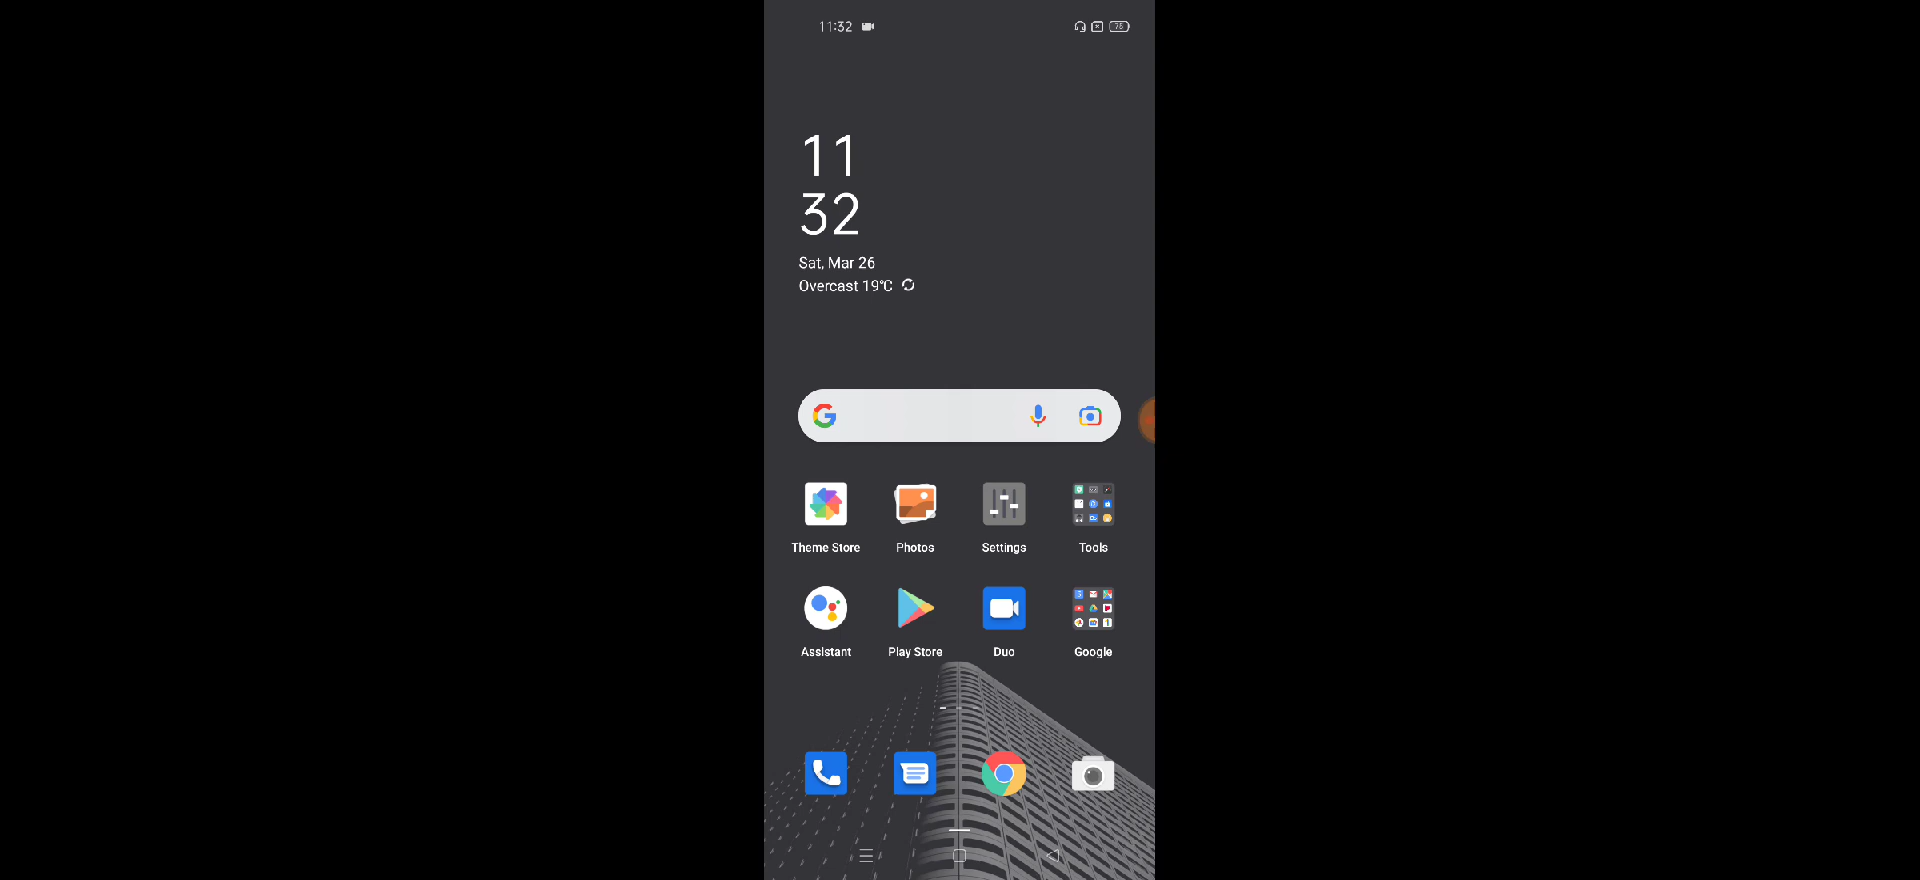 11:32
76
11
32
Sat, Mar 26
Overcast 19°C
Theme Store
Photos
Settings
Tools
Assistant
Play Store
Duo
Google